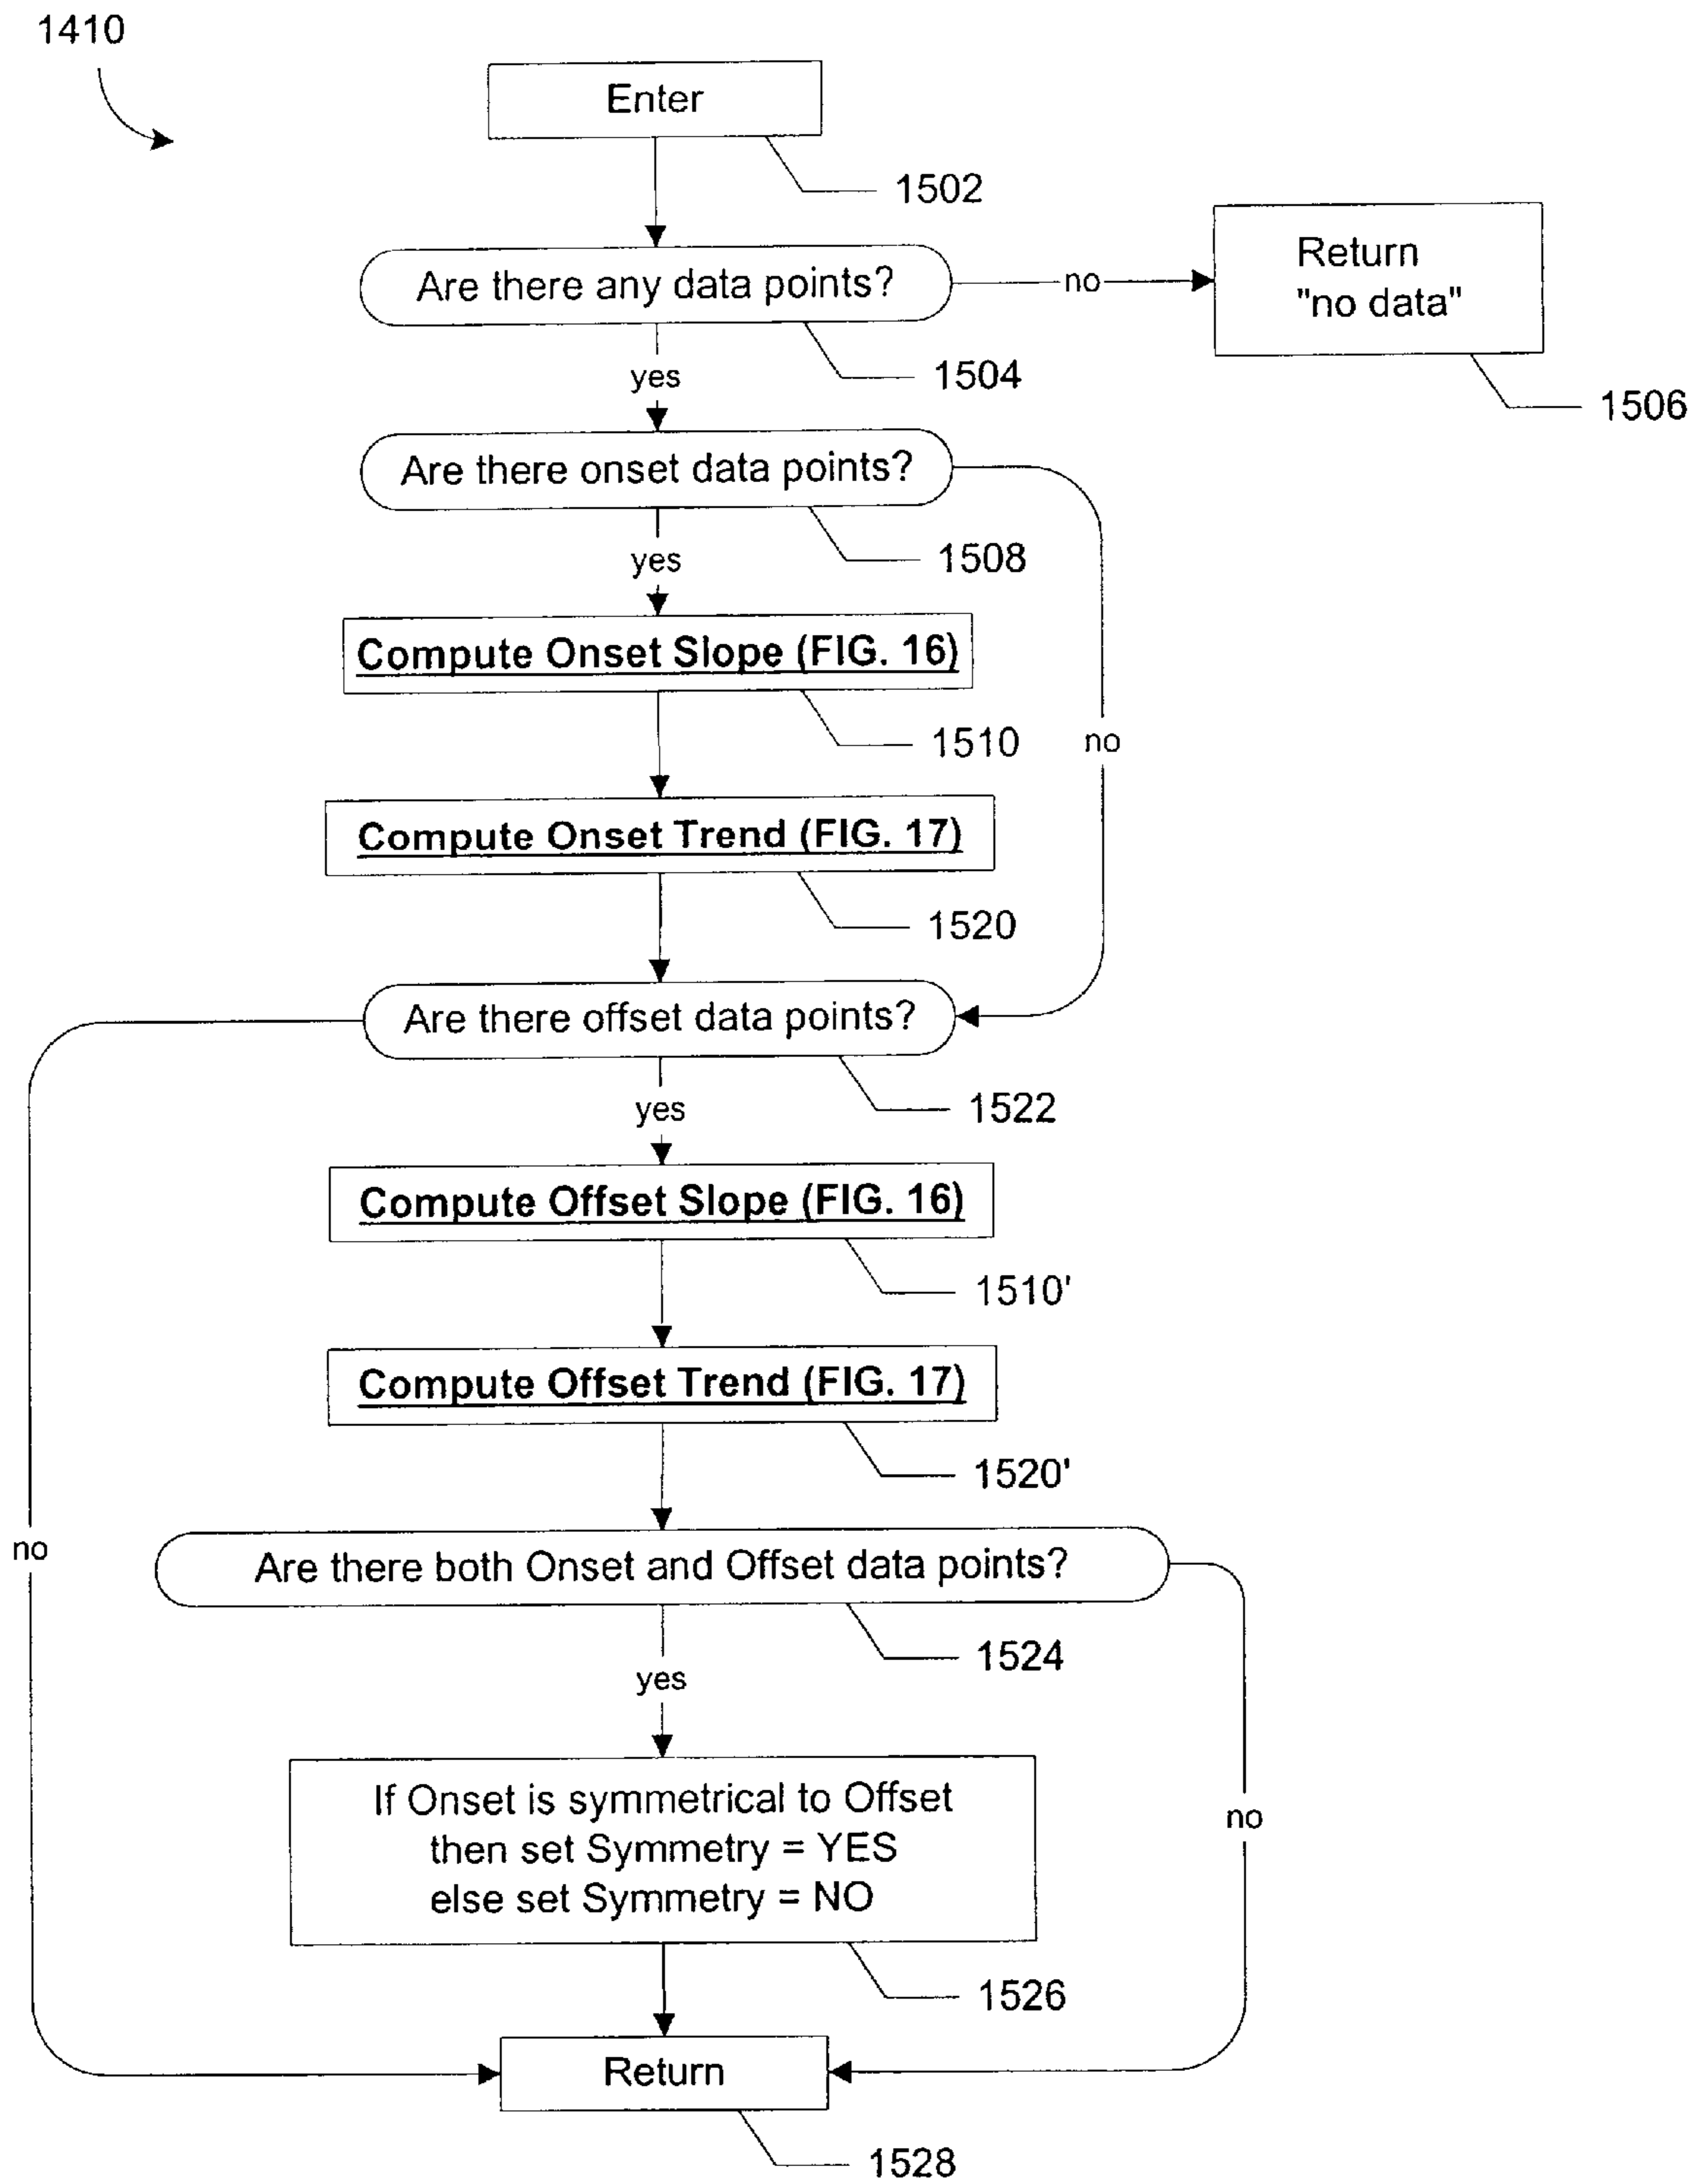 1410
Enter
1502
Are there any data points?
no
Return
"no data"
1504
1506
yes
Are there onset data points?
1508
yes
Compute Onset Slope (FIG. 16)
1510
no
Compute Onset Trend (FIG. 17)
1520
Are there offset data points?
1522
yes
Compute Offset Slope (FIG. 16)
1510'
Compute Offset Trend (FIG. 17)
1520'
no
Are there both Onset and Offset data points?
1524
yes
If Onset is symmetrical to Offset
then set Symmetry = YES
else set Symmetry = NO
no
1526
Return
1528